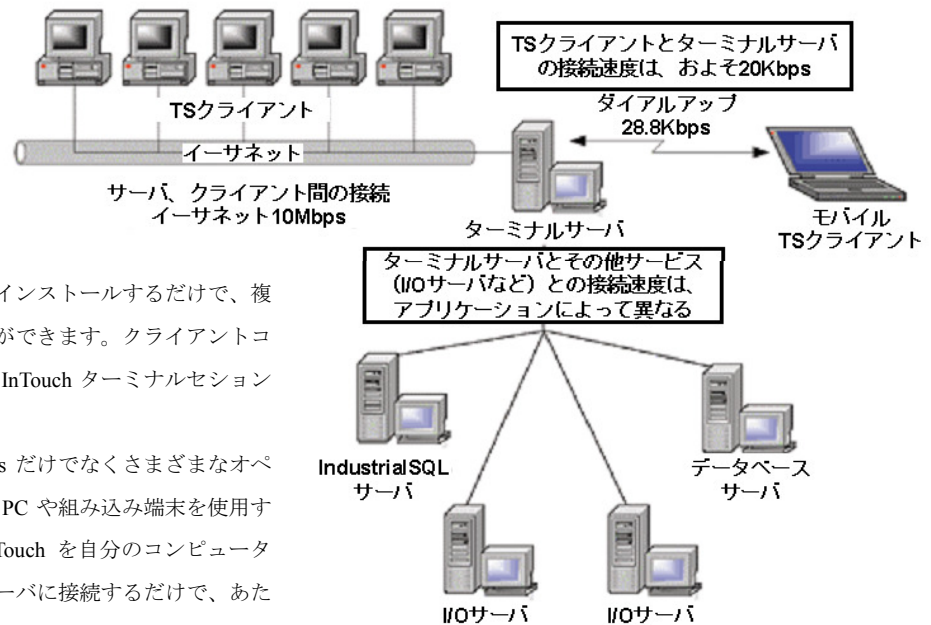 TSクライアントとターミナルサーバ
の接続速度は、およそ20Kbps
TSクライアント
ダイアルアップ
28.8Kbps
イーサネット
サーバ、クライアント間の接続
イーサネット10Mbps
ターミナルサーバ
モバイル
TSクライアント
ターミナルサーバとその他サービス
（I/Oサーバなど）との接続速度は、
アプリケーションによって異なる
インストールするだけで、複
ができます。クライアントコ
InTouch ターミナルセション
s だけでなくさまざまなオペ
PC や組み込み端末を使用す
Touch を自分のコンピュータ
ーバに接続するだけで、あた
IndustrialSQL
サーバ
データベース
サーバ
I/Oサーバ
I/Oサーバ